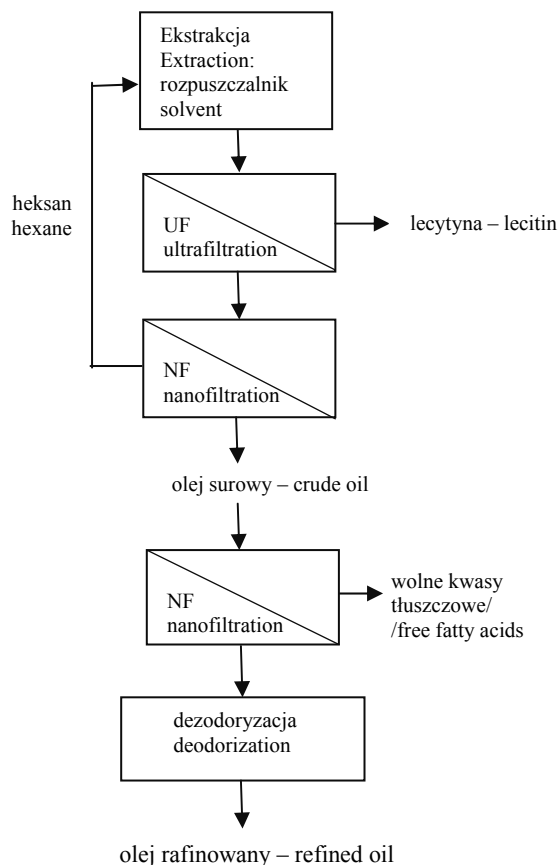 Ekstrakcja
Extraction:
rozpuszczalnik
solvent
heksan
hexane
UF
ultrafiltration
lecytyna – lecitin
NF
nanofiltration
olej surowy – crude oil
NF
nanofiltration
wolne kwasy
tłuszczowe/
/free fatty acids
dezodoryzacja
deodorization
olej rafinowany – refined oil